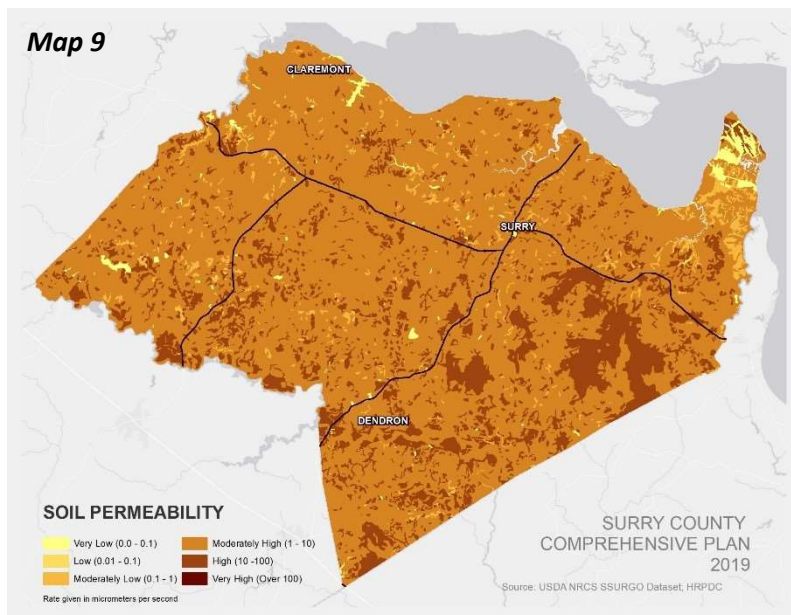 Map 9
CLAREMONT
SURRY
DENDRON
SOIL PERMEABILITY
Very Low (0.0 - 0.1)
Low (0.01 - 0.1)
Moderately Low (0.1 - 1)
Moderately High (1 - 10)
High (10 -100)
Very High (Over 100)
Rate given in micrometers per second
SURRY COUNTY
COMPREHENSIVE PLAN
2019
Source: USDA NRCS SSURGO Dataset, HRPDC